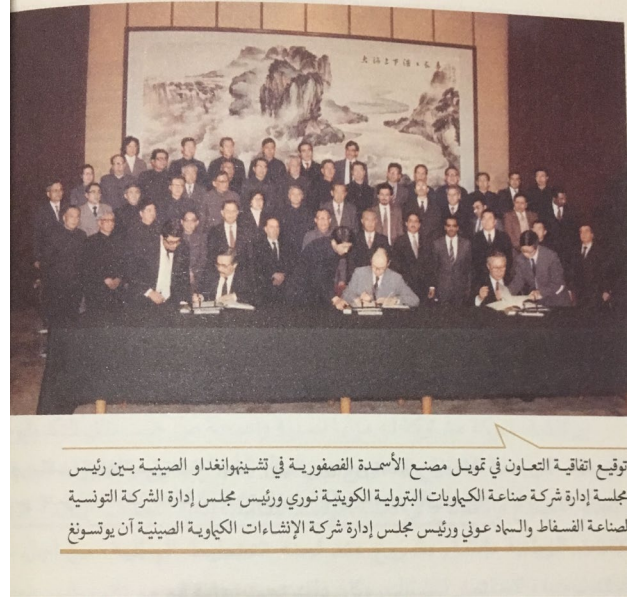 توقيع اتفاقية التعاون في تمويل مصنع الأسمدة الفصفورية في تشينهوانغداو الصينية بين رئيس
مجلسة إدارة شركة صناعة الكيماويات البترولية الكويتية نوري ورئيس مجلس إدارة الشركة التونسية
لصناعة الفسفاط والسماد عوني ورئيس مجلس إدارة شركة الإنشاءات الكيماوية الصينية آن يوتسونغ